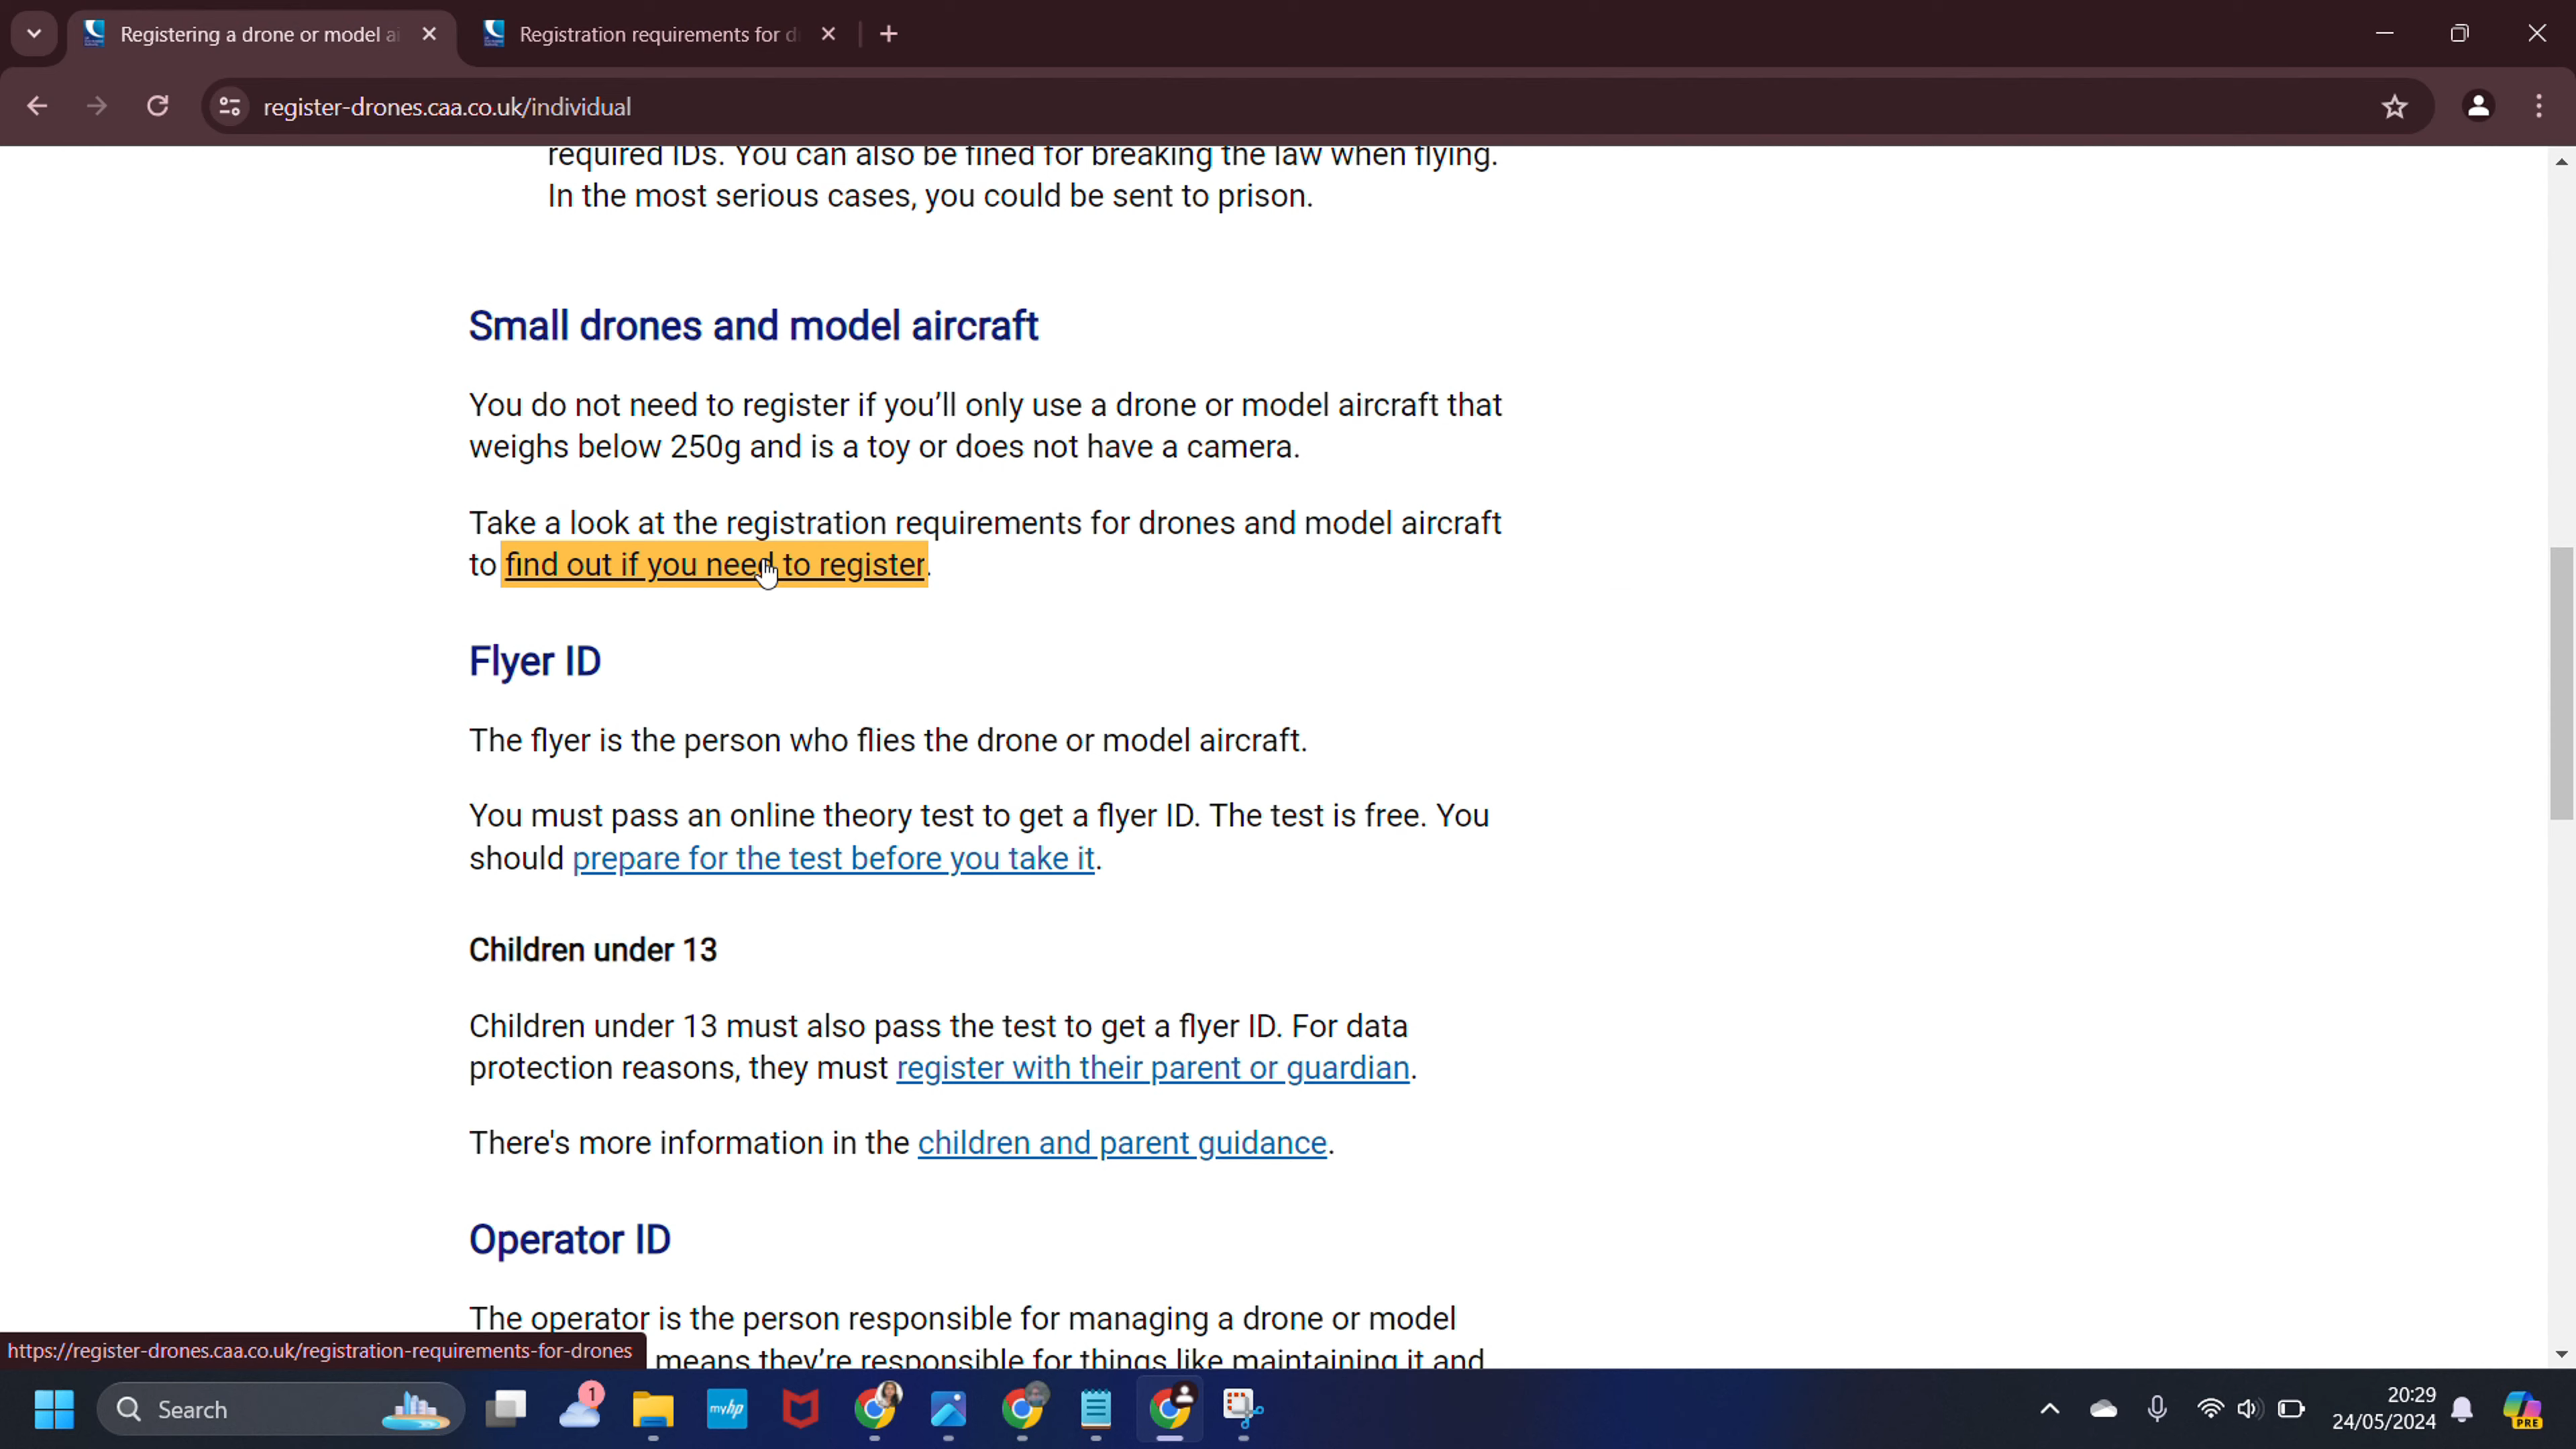 Registering a drone or model ai
Registration requirements for d
register-drones.caa.co.uk/individual
required IDs. You can also be fined for breaking the law when flying.
In the most serious cases, you could be sent to prison.
Small drones and model aircraft
You do not need to register if you’ll only use a drone or model aircraft that
weighs below 250g and is a toy or does not have a camera.
Take a look at the registration requirements for drones and model aircraft
to find out if you need to register.
Flyer ID
The flyer is the person who flies the drone or model aircraft.
You must pass an online theory test to get a flyer ID. The test is free. You
should prepare for the test before you take it.
Children under 13
Children under 13 must also pass the test to get a flyer ID. For data
protection reasons, they must register with their parent or guardian.
There's more information in the children and parent guidance.
Operator ID
The operator is the person responsible for managing a drone or model
means they’re responsible for things like maintaining it and
https://register-drones.caa.co.uk/registration-requirements-for-drones
Search
1
myhp
20:29
24/05/2024
PRE